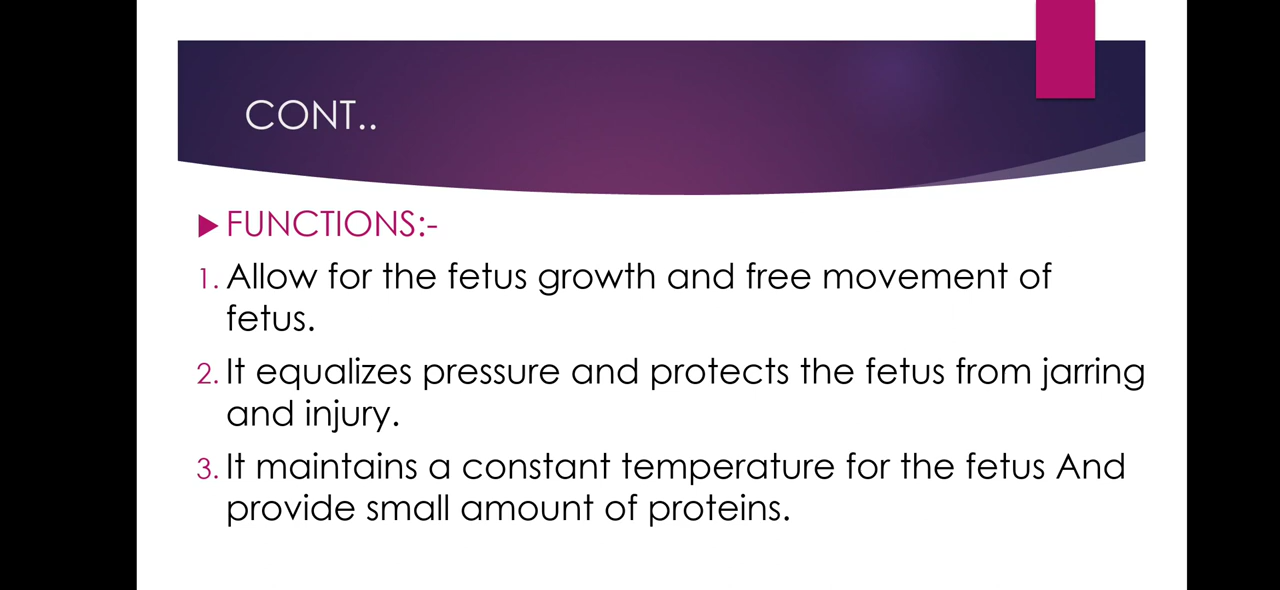 CONT..
FUNCTIONS:-
1. Allow for the fetus growth and free movement of
fetus.
2. It equalizes pressure and protects the fetus from jarring
and injury.
3. It maintains a constant temperature for the fetus And
provide small amount of proteins.